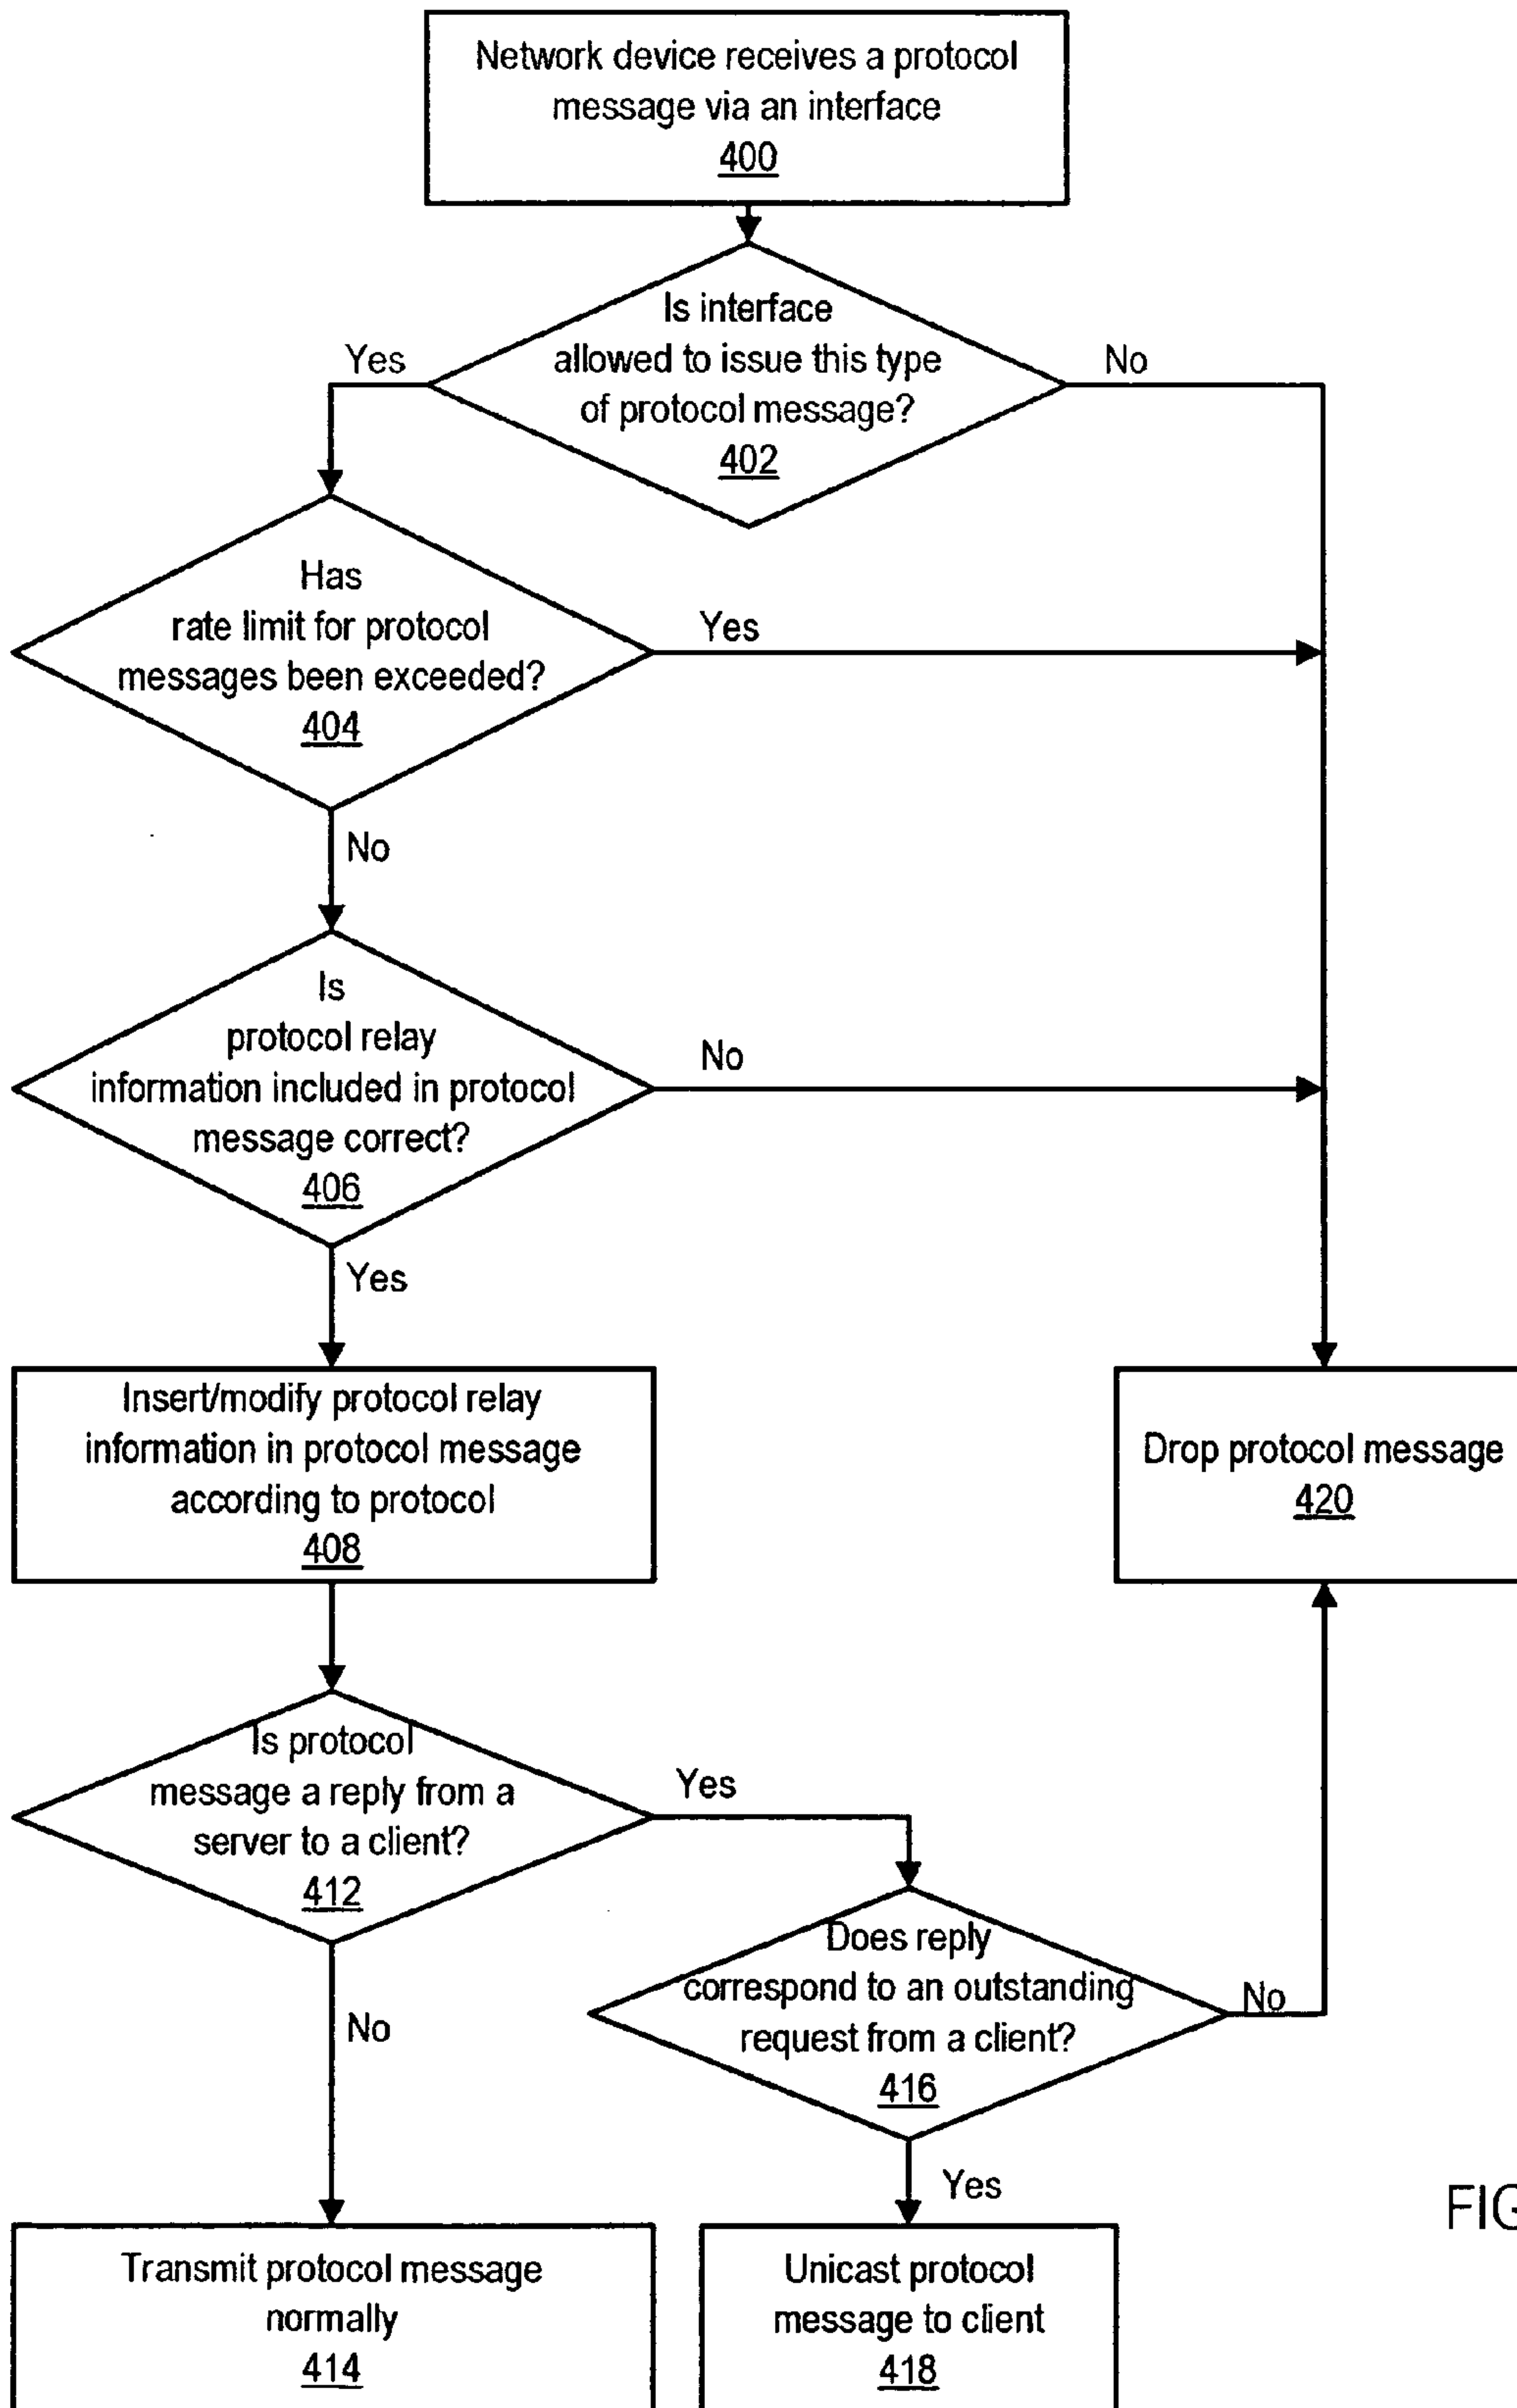 Network device receives a protocol
message via an interface
400
Is interface
allowed to issue this type
of protocol message?
402
Yes
No
Has
rate limit for protocol
messages been exceeded?
404
Yes
No
Is
protocol relay
information included in protocol
message correct?
406
No
Yes
Insert/modify protocol relay
information in protocol message
according to protocol
408
Drop protocol message
420
Is protocol
message a reply from a
server to a client?
412
Yes
Does reply
correspond to an outstanding
request from a client?
416
No
No
Yes
FIG
Transmit protocol message
normally
414
Unicast protocol
message to client
418